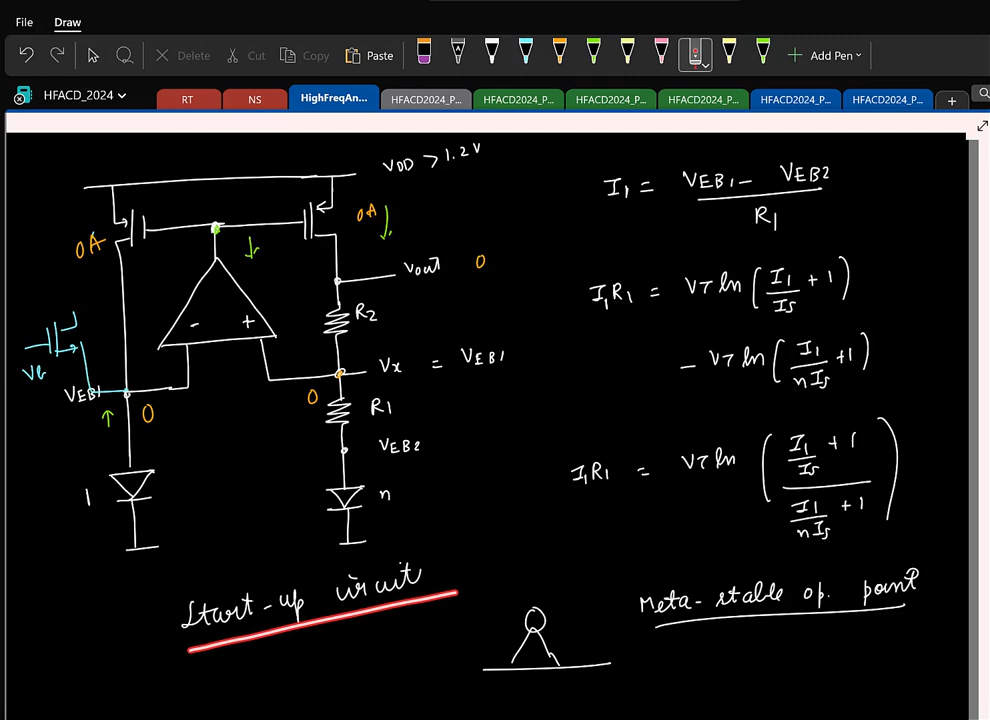 File Draw
Delete Cut Copy Paste Add Pen
HFACD_2024 RT NS HighFreqAn... HFACD2024_P... HFACD2024_P... HFACD2024_P... HFACD2024_P... HFACD2024_P... HFACD2024_P...
VDD > 1.2V
0A
0A
Vout 0
- +
R2
Vb
VEB1
0
Vx = VEB1
0
R1
VEB2
1
n
Start-up circuit
I1 = VEB1 - VEB2
R1
I1R1 = VT ln ( I1 + 1 )
Is
- VT ln ( I1 + 1 )
nIs
I1R1 = VT ln ( I1 + 1
Is
I1 + 1 )
nIs
Meta-stable op. point